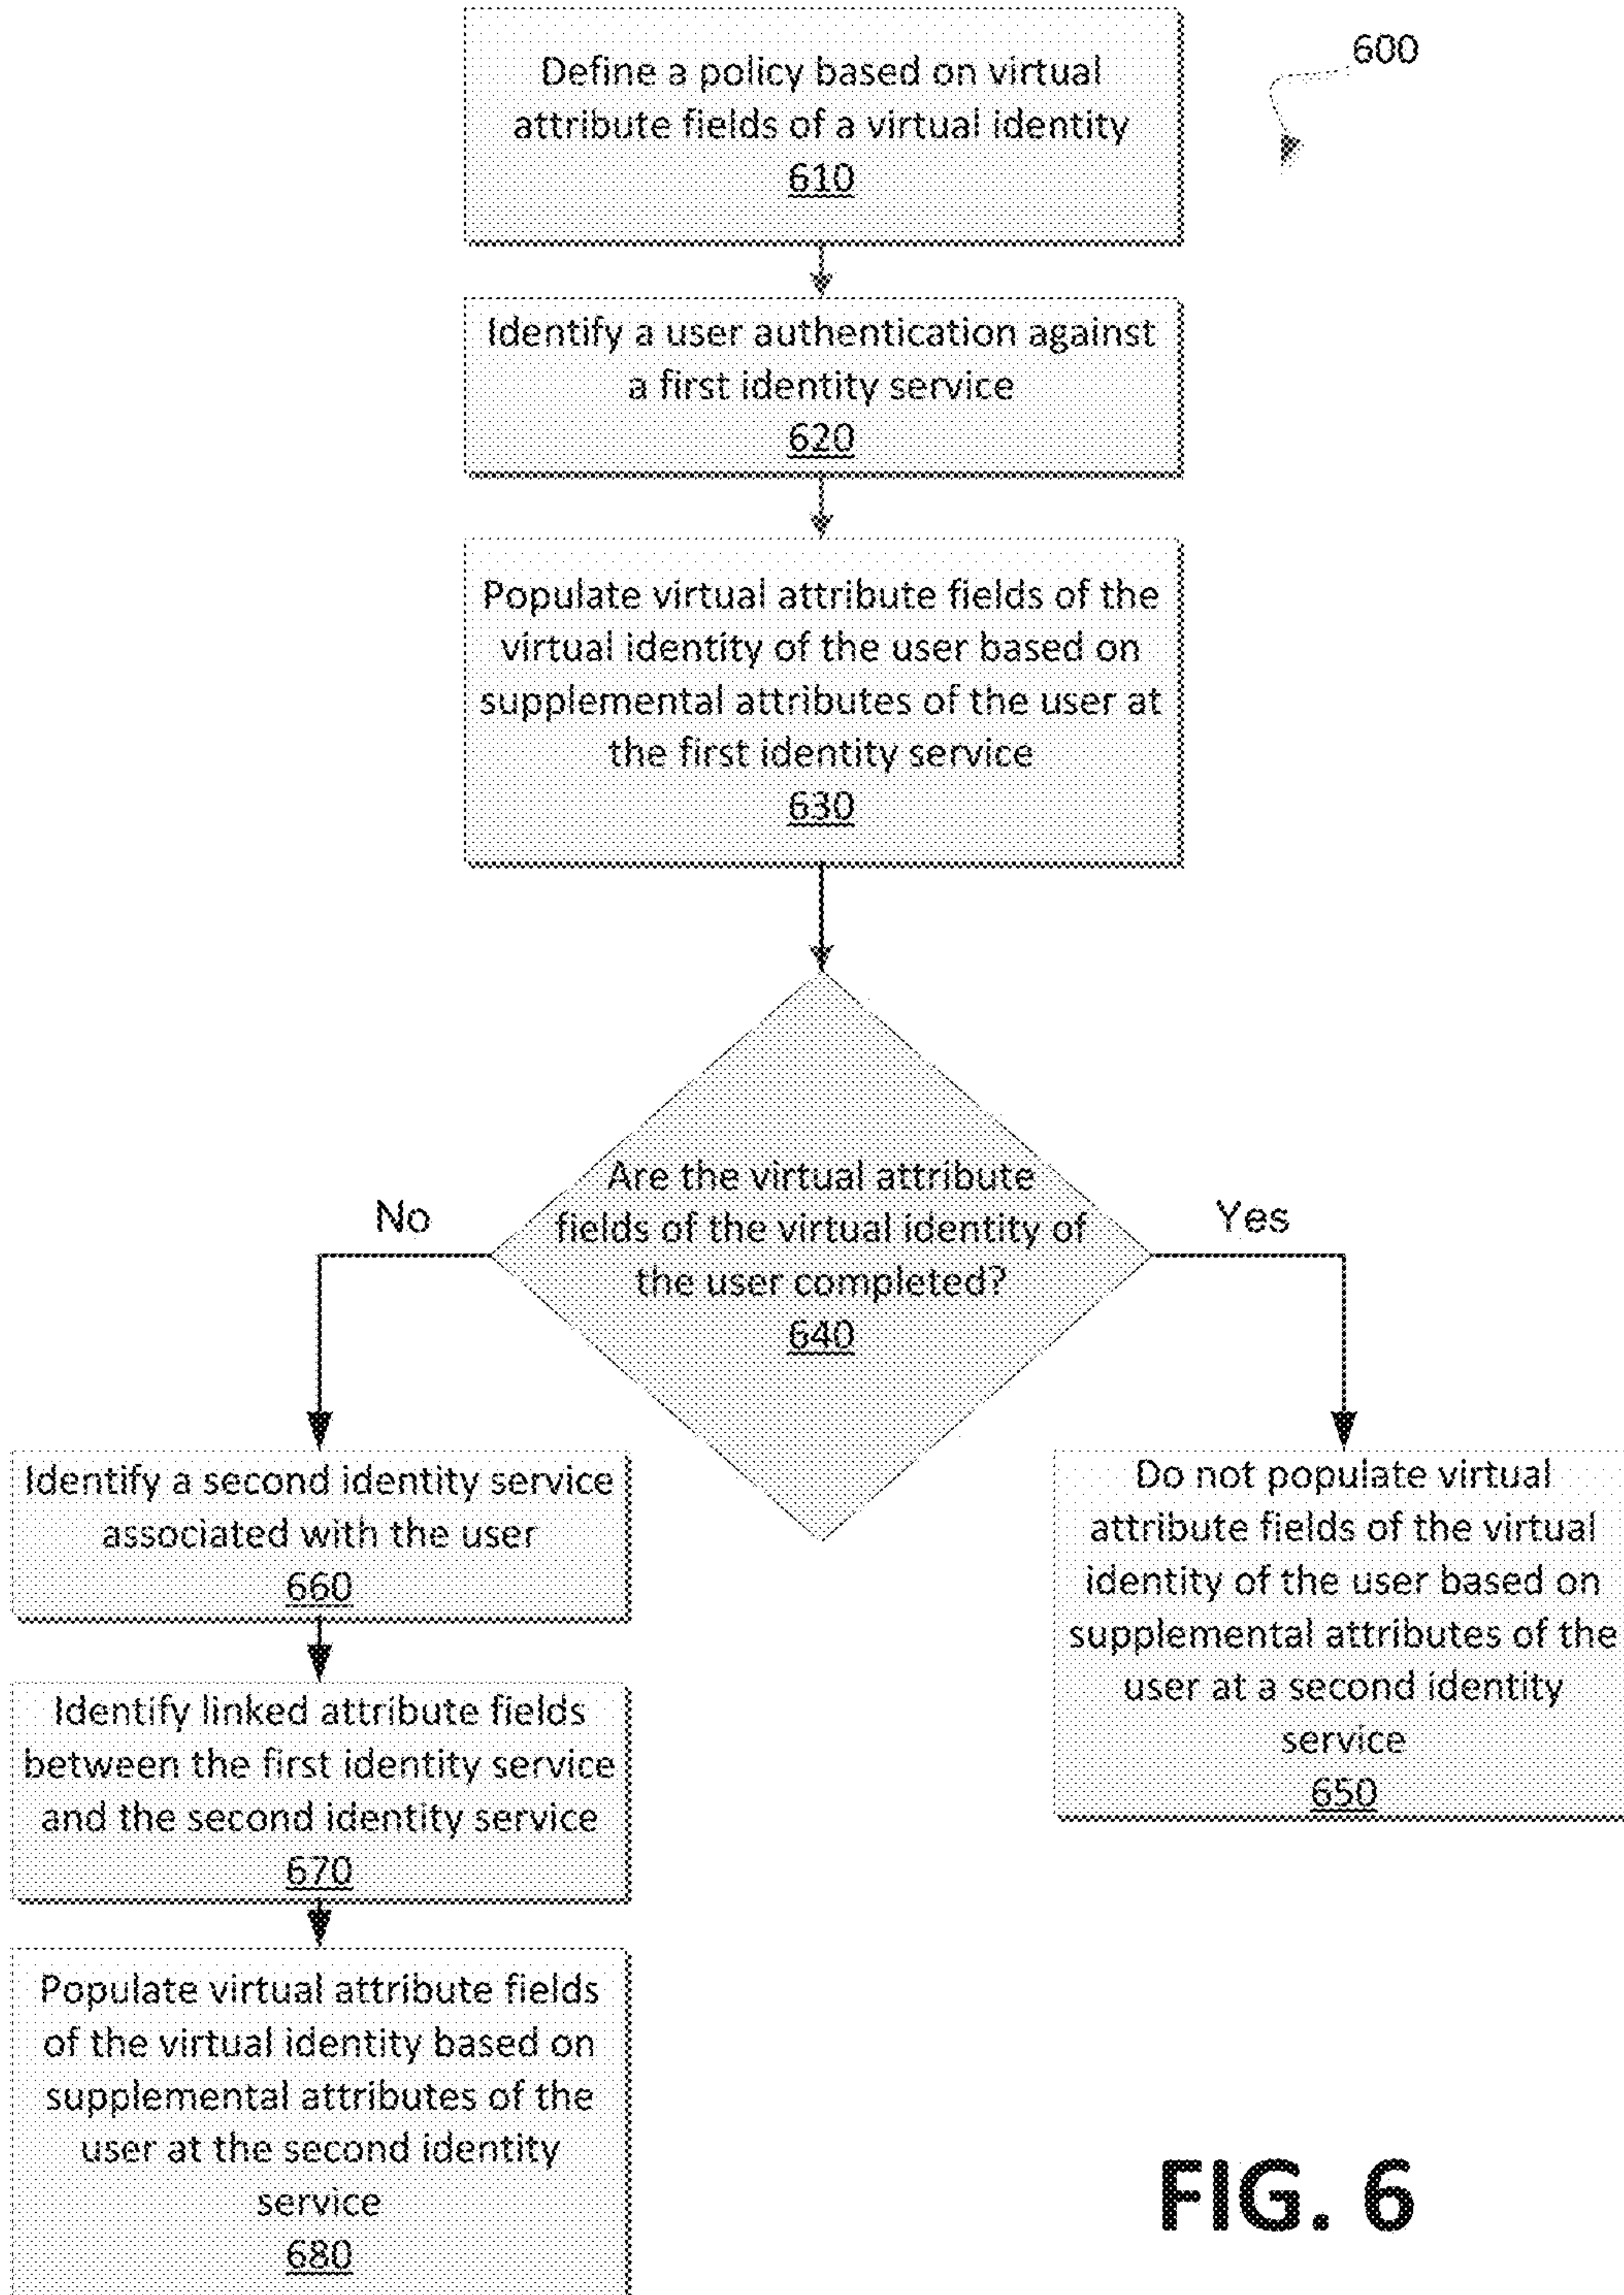 600
Define a policy based on virtual
attribute fields of a virtual identity
610
Identify a user authentication against
a first identity service
620
Populate virtual attribute fields of the
virtual identity of the user based on
supplemental attributes of the user at
the first identity service
630
Are the virtual attribute
fields of the virtual identity of
the user completed?
640
No
Yes
Identify a second identity service
associated with the user
660
Identify linked attribute fields
between the first identity service
and the second identity service
670
Populate virtual attribute fields
of the virtual identity based on
supplemental attributes of the
user at the second identity
service
680
Do not populate virtual
attribute fields of the virtual
identity of the user based on
supplemental attributes of the
user at a second identity
service
650
FIG. 6